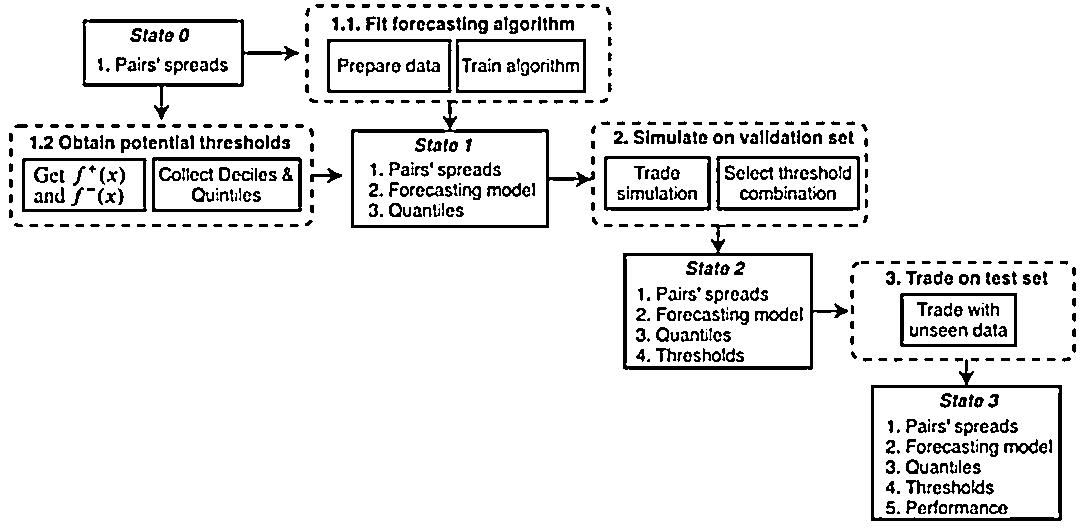 State 0
1. Pairs' spreads
1.1. Fit forecasting algorithm
Prepare data
Train algorithm
1.2 Obtain potential thresholds
Get f⁺(x)
and f⁻(x)
Collect Deciles &
Quintiles
State 1
1. Pairs' spreads
2. Forecasting model
3. Quantiles
2. Simulate on validation set
Trade
simulation
Select threshold
combination
State 2
1. Pairs' spreads
2. Forecasting model
3. Quantiles
4. Thresholds
3. Trade on test set
Trade with
unseen data
State 3
1. Pairs' spreads
2. Forecasting model
3. Quantiles
4. Thresholds
5. Performance